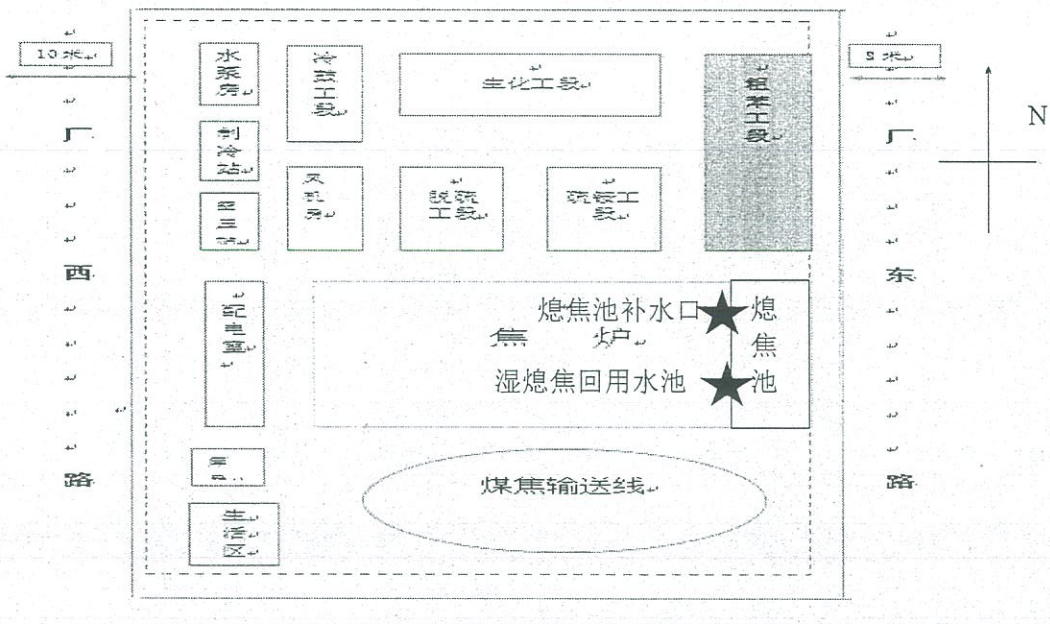 10米
5米
水泵房
冷鼓工段
生化工段
粗苯工段
N
制冷站
风机房
脱硫工段
硫铵工段
厂西路
厂东路
配电室
熄焦池补水口
焦炉
湿熄焦回用水池
熄焦池
煤焦输送线
生活区